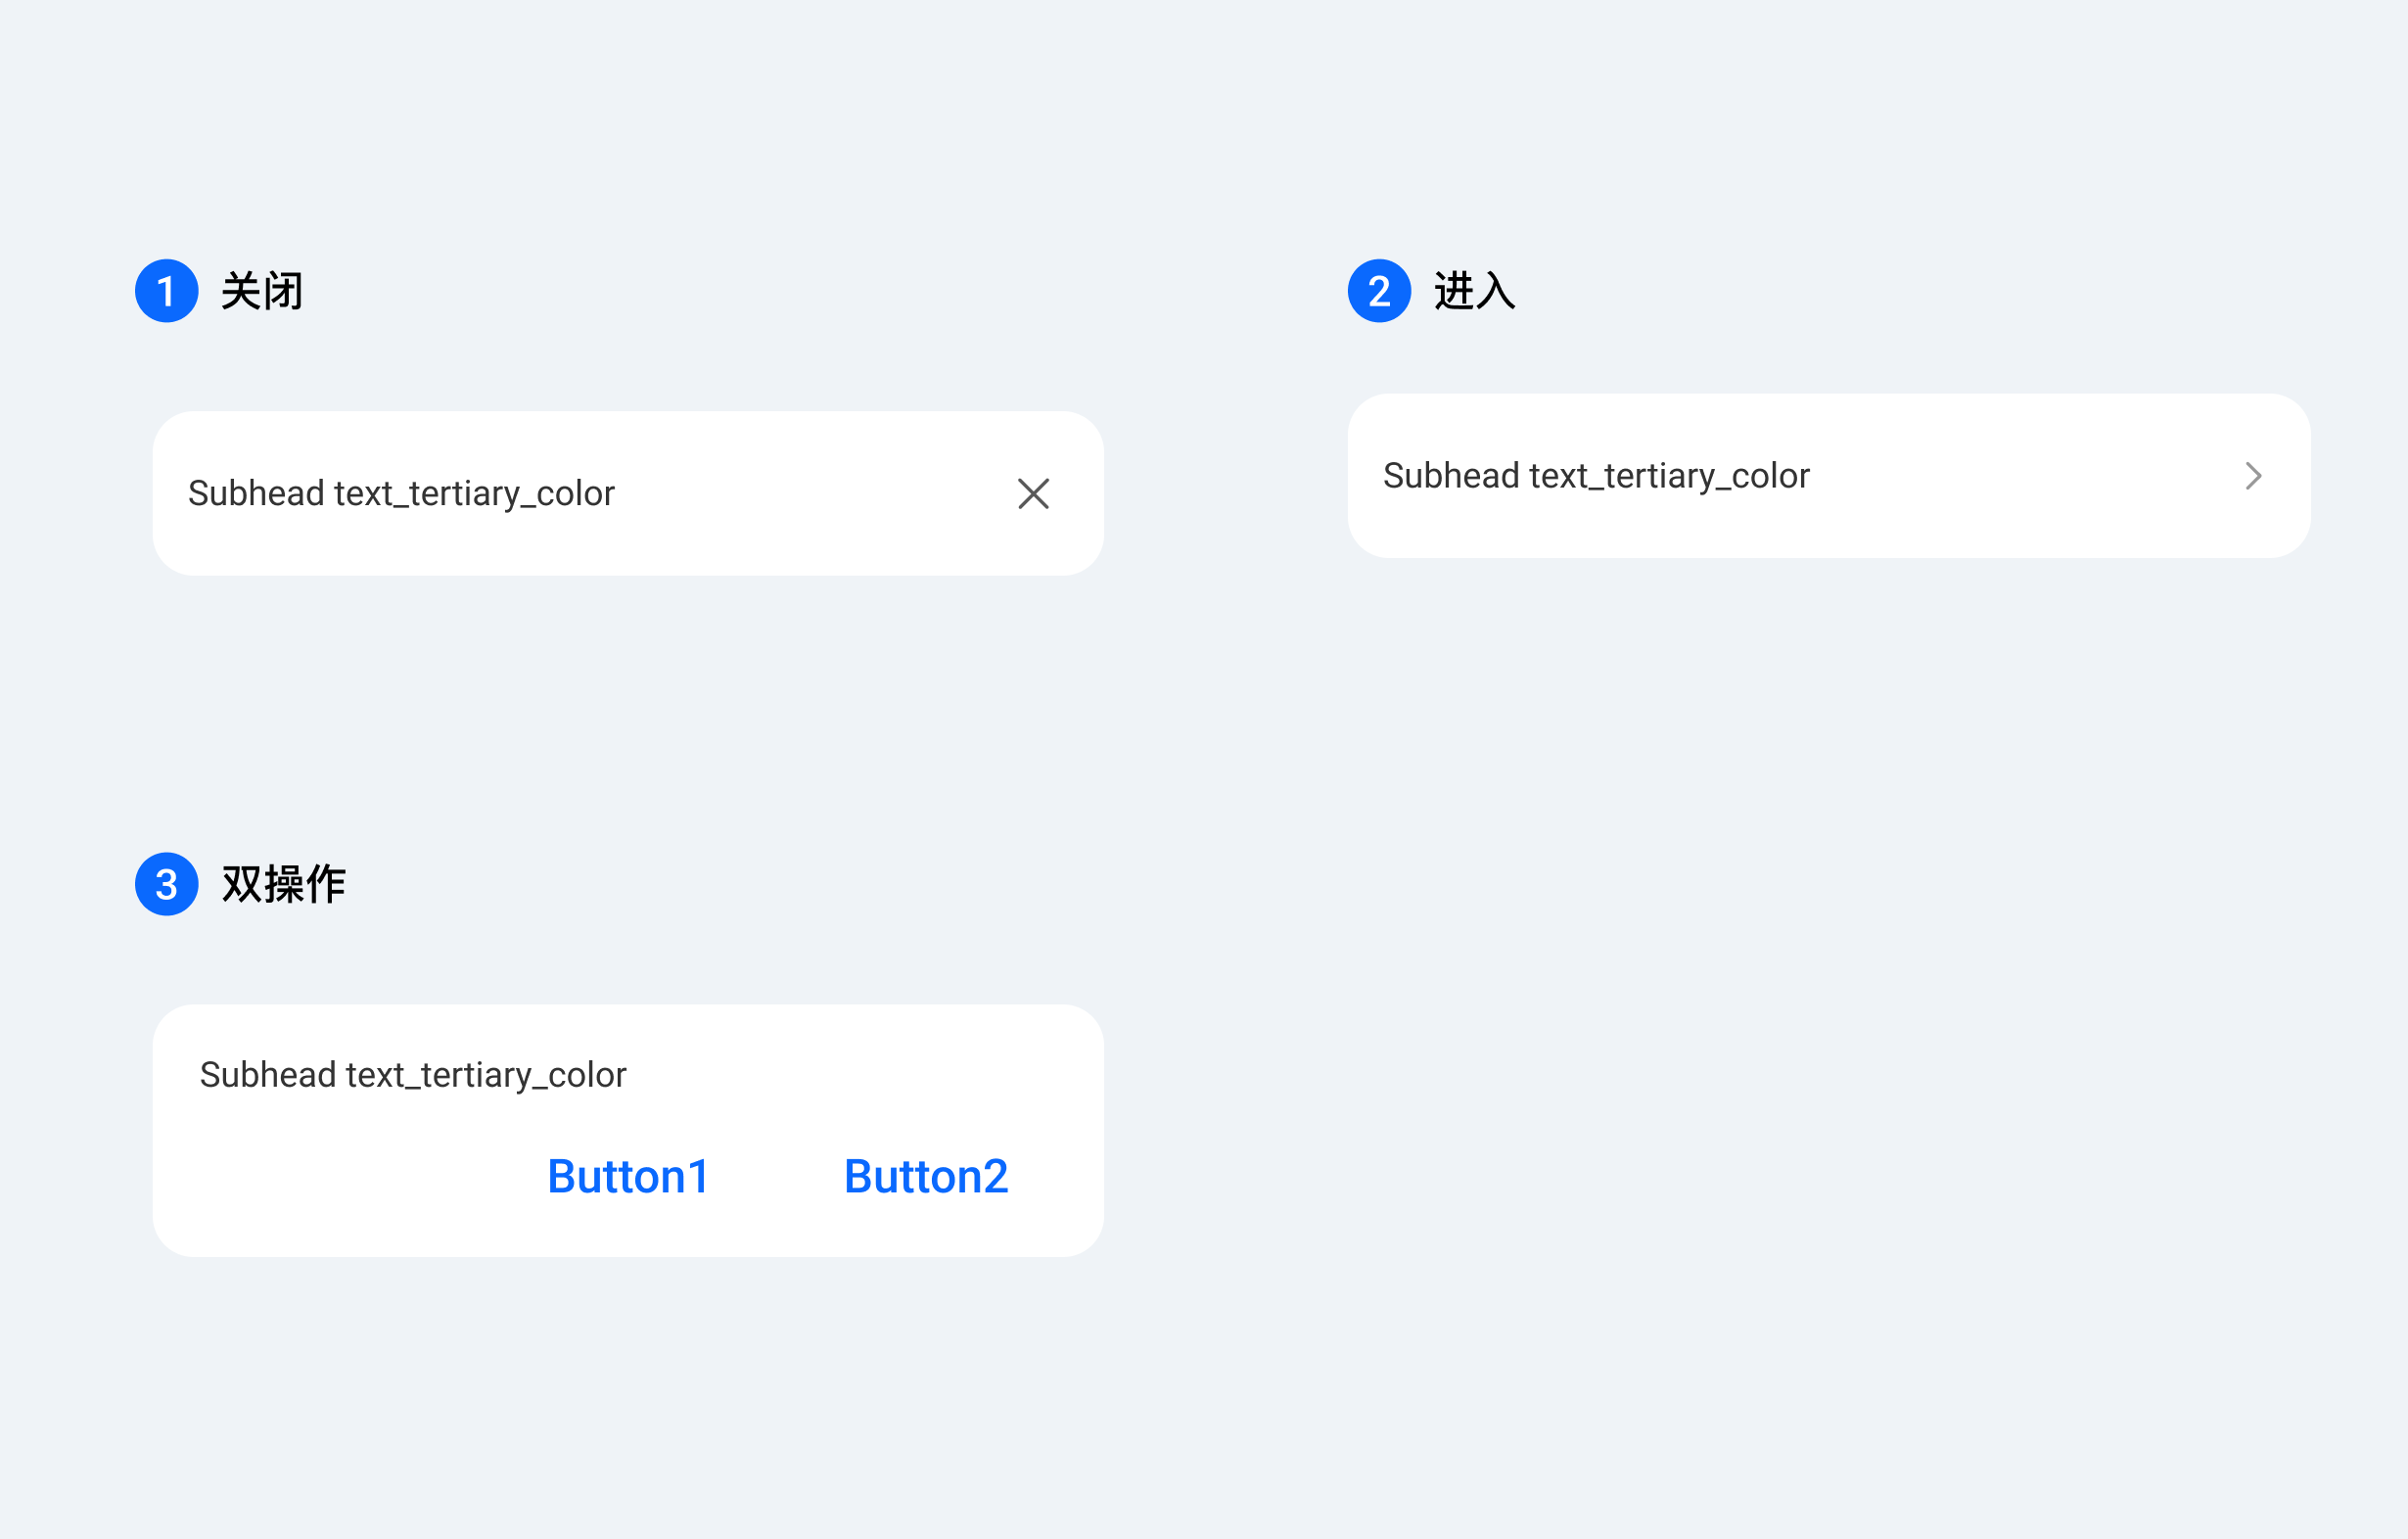 1 关闭
Subhead text_tertiary_color
2 进入
Subhead text_tertiary_color
3 双操作
Subhead text_tertiary_color
Button1 Button2